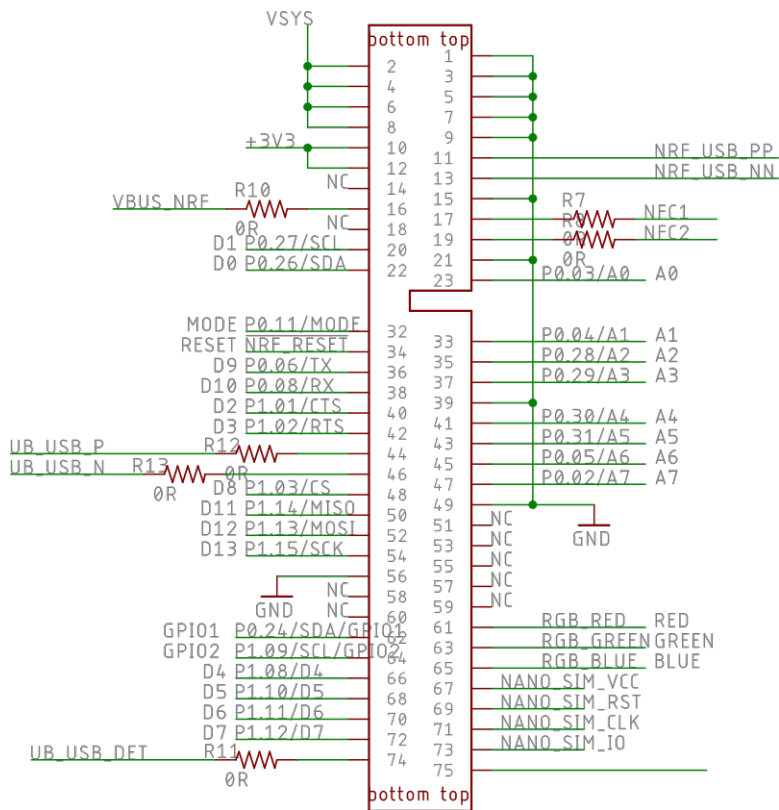 VSYS
bottom top
2 1
4 3
6 5
8 7
+3V3 10 9
12 11 NRF_USB_PP
NC 14 13 NRF_USB_NN
VBUS_NRF R10 0R 16 15
NC 18 17 R7 0R NFC1
D1 P0.27/SCL 20 19 R8 0R NFC2
D0 P0.26/SDA 22 21
23 P0.03/A0 A0
MODE P0.11/MODE 32 33 P0.04/A1 A1
RESET NRF_RESET 34 35 P0.28/A2 A2
D9 P0.06/TX 36 37 P0.29/A3 A3
D10 P0.08/RX 38 39
D2 P1.01/CTS 40 41 P0.30/A4 A4
D3 P1.02/RTS 42 43 P0.31/A5 A5
UB_USB_P R12 0R 44 45 P0.05/A6 A6
UB_USB_N R13 0R 46 47 P0.02/A7 A7
D8 P1.03/CS 48 49 GND
D11 P1.14/MISO 50 51 NC
D12 P1.13/MOSI 52 53 NC
D13 P1.15/SCK 54 55 NC
GND 56 57 NC
NC 58 59 NC
NC 60 61 RGB_RED RED
GPIO1 P0.24/SDA/GPIO1 62 63 RGB_GREEN GREEN
GPIO2 P1.09/SCL/GPIO2 64 65 RGB_BLUE BLUE
D4 P1.08/D4 66 67 NANO_SIM_VCC
D5 P1.10/D5 68 69 NANO_SIM_RST
D6 P1.11/D6 70 71 NANO_SIM_CLK
D7 P1.12/D7 72 73 NANO_SIM_IO
UB_USB_DET R11 0R 74 75
bottom top